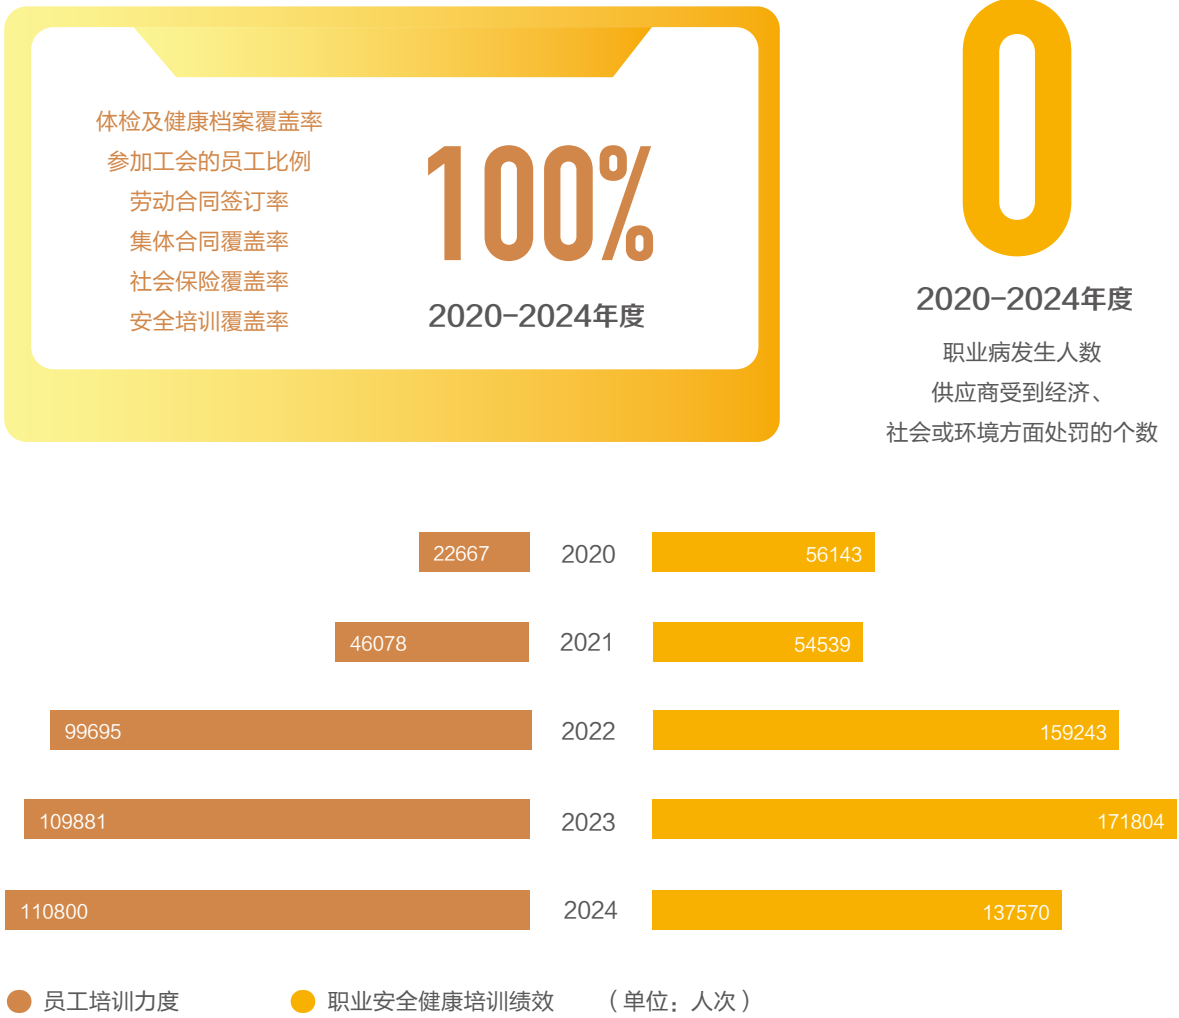 体检及健康档案覆盖率
参加工会的员工比例
劳动合同签订率
集体合同覆盖率
社会保险覆盖率
安全培训覆盖率
100%
2020-2024年度
0
2020-2024年度
职业病发生人数
供应商受到经济、
社会或环境方面处罚的个数
22667 2020 56143
46078 2021 54539
99695 2022 159243
109881 2023 171804
110800 2024 137570
员工培训力度 职业安全健康培训绩效 （单位：人次）